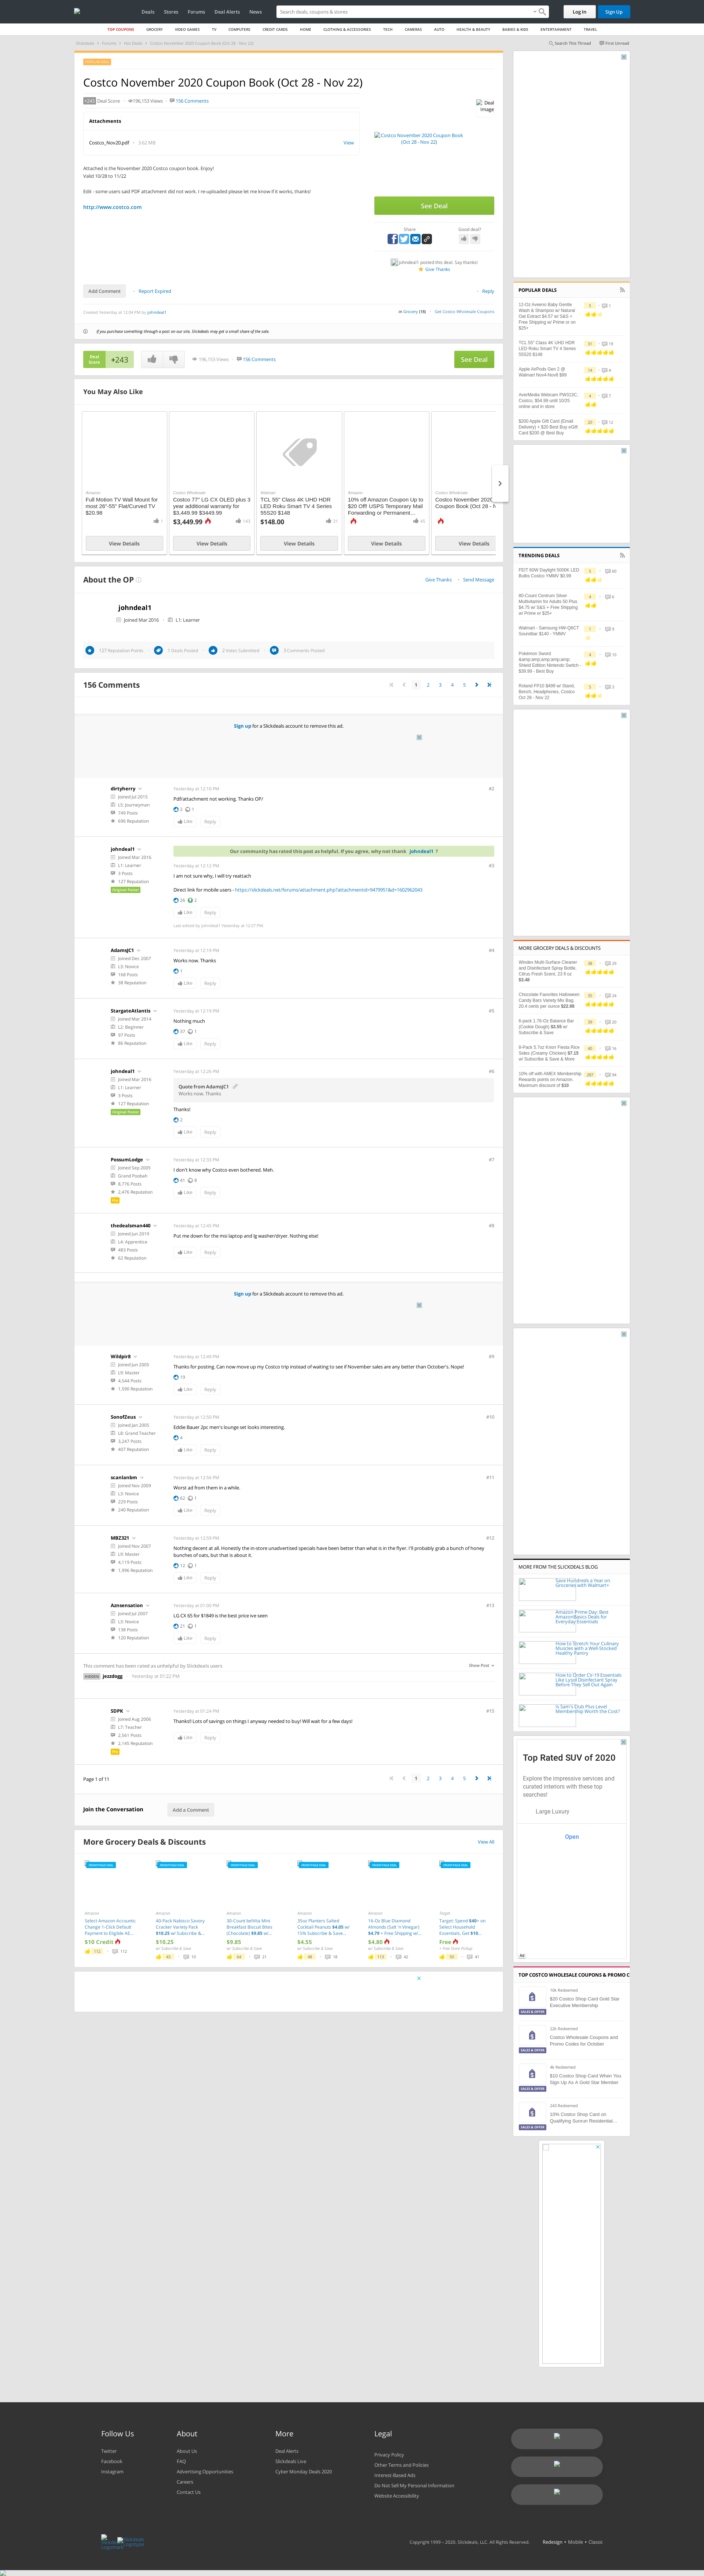 Deals Stores Forums Deal Alerts News
Search deals, coupons & stores
Log In Sign Up
TOP COUPONS GROCERY VIDEO GAMES TV COMPUTERS CREDIT CARDS HOME CLOTHING & ACCESSORIES TECH CAMERAS AUTO HEALTH & BEAUTY BABIES & KIDS ENTERTAINMENT TRAVEL
Slickdeals Forums Hot Deals Costco November 2020 Coupon Book (Oct 28 - Nov 22)
Search This Thread First Unread
Costco November 2020 Coupon Book (Oct 28 - Nov 22)
+243 Deal Score 196,153 Views 156 Comments
Attachments
Costco_Nov20.pdf 3.62 MB View
Attached is the November 2020 Costco coupon book. Enjoy!
Valid 10/28 to 11/22
Edit - some users said PDF attachment did not work. I re-uploaded please let me know if it works, thanks!
http://www.costco.com
Deal Image
Costco November 2020 Coupon Book (Oct 28 - Nov 22)
See Deal
Share Good deal?
johndeal1 posted this deal. Say thanks!
Give Thanks
Add Comment Report Expired Reply
Created Yesterday at 12:04 PM by johndeal1
in Grocery (18) Get Costco Wholesale Coupons
If you purchase something through a post on our site, Slickdeals may get a small share of the sale.
Deal Score +243 196,153 Views 156 Comments See Deal
You May Also Like
Amazon
Full Motion TV Wall Mount for most 26"-55" Flat/Curved TV $20.98
View Details
Costco Wholesale
Costco 77" LG CX OLED plus 3 year additional warranty for $3,449.99 $3449.99
$3,449.99
View Details
Walmart
TCL 55" Class 4K UHD HDR LED Roku Smart TV 4 Series 55S20 $148
$148.00
View Details
Amazon
10% off Amazon Coupon Up to $20 Off! USPS Temporary Mail Forwarding or Permanent...
View Details
Costco Wholesale
Costco November 2020 Coupon Book (Oct 28 - N
View Details
About the OP
Give Thanks Send Message
johndeal1
Joined Mar 2016 L1: Learner
127 Reputation Points 1 Deals Posted 2 Votes Submitted 3 Comments Posted
156 Comments
1 2 3 4 5
Sign up for a Slickdeals account to remove this ad.
dirtyherry
Joined Jul 2015
L5: Journeyman
749 Posts
698 Reputation
Yesterday at 12:10 PM #2
Pdf/attachment not working. Thanks OP/
2 1
Like Reply
johndeal1
Joined Mar 2016
L1: Learner
3 Posts
127 Reputation
Original Poster
Our community has rated this post as helpful. If you agree, why not thank johndeal1 ?
Yesterday at 12:12 PM #3
I am not sure why, i will try reattach
Direct link for mobile users - https://slickdeals.net/forums/attachment.php?attachmentid=9479951&d=1602962043
26 2
Like Reply
Last edited by johndeal1 Yesterday at 12:27 PM
AdamsJC1
Joined Dec 2007
L3: Novice
168 Posts
38 Reputation
Yesterday at 12:19 PM #4
Works now. Thanks
1
Like Reply
StargateAtlantis
Joined Mar 2014
L2: Beginner
97 Posts
86 Reputation
Yesterday at 12:19 PM #5
Nothing much
37 1
Like Reply
johndeal1
Joined Mar 2016
L1: Learner
3 Posts
127 Reputation
Original Poster
Yesterday at 12:26 PM #6
Quote from AdamsJC1
Works now. Thanks
Thanks!
2
Like Reply
PossumLodge
Joined Sep 2005
Grand Poobah
8,776 Posts
2,476 Reputation
Pro
Yesterday at 12:33 PM #7
I don't know why Costco even bothered. Meh.
41 8
Like Reply
thedealsman440
Joined Jun 2019
L4: Apprentice
483 Posts
62 Reputation
Yesterday at 12:45 PM #8
Put me down for the msi laptop and lg washer/dryer. Nothing else!
Like Reply
Sign up for a Slickdeals account to remove this ad.
Wildpir8
Joined Jun 2005
L9: Master
4,544 Posts
1,590 Reputation
Yesterday at 12:49 PM #9
Thanks for posting. Can now move up my Costco trip instead of waiting to see if November sales are any better than October's. Nope!
19
Like Reply
SonofZeus
Joined Jan 2005
L8: Grand Teacher
3,247 Posts
407 Reputation
Yesterday at 12:50 PM #10
Eddie Bauer 2pc men's lounge set looks interesting.
4
Like Reply
scanlanbm
Joined Nov 2009
L3: Novice
229 Posts
240 Reputation
Yesterday at 12:56 PM #11
Worst ad from them in a while.
62 1
Like Reply
MBZ321
Joined Nov 2007
L9: Master
4,119 Posts
1,996 Reputation
Yesterday at 12:59 PM #12
Nothing decent at all. Honestly the in-store unadvertised specials have been better than what is in the flyer. I'll probably grab a tub of honey bunches of oats, but that is about it.
12 1
Like Reply
Aznsensation
Joined Jul 2007
L3: Novice
138 Posts
120 Reputation
Yesterday at 01:00 PM #13
LG CX 65 for $1849 is the best price ive seen
21 1
Like Reply
This comment has been rated as unhelpful by Slickdeals users Show Post
HIDDEN jozzdogg Yesterday at 01:22 PM
SDPK
Joined Aug 2006
L7: Teacher
2,561 Posts
2,145 Reputation
Pro
Yesterday at 01:24 PM #15
Thanks!! Lots of savings on things I anyway needed to buy! Will wait for a few days!
Like Reply
Page 1 of 11
1 2 3 4 5
Join the Conversation Add a Comment
More Grocery Deals & Discounts View All
Amazon
Select Amazon Accounts: Change 1-Click Default Payment to Eligible AE...
$10 Credit
112 112
Amazon
40-Pack Nabisco Savory Cracker Variety Pack $10.25 w/ Subscribe &...
$10.25
w/ Subscribe & Save
Amazon
30-Count belVita Mint Breakfast Biscuit Bites (Chocolate) $9.85 w/...
$9.85
w/ Subscribe & Save
Amazon
35oz Planters Salted Cocktail Peanuts $4.05 w/ 15% Subscribe & Save...
$4.55
w/ Subscribe & Save
Amazon
16-Oz Blue Diamond Almonds (Salt 'n Vinegar) $4.79 + Free Shipping w/...
$4.80
w/ Subscribe & Save
Target
Target: Spend $40+ on Select Household Essentials, Get $10...
Free
+ Free Store Pickup
POPULAR DEALS
12-Oz Aveeno Baby Gentle Wash & Shampoo w/ Natural Oat Extract $4.57 w/ S&S + Free Shipping w/ Prime or on $25+
TCL 55" Class 4K UHD HDR LED Roku Smart TV 4 Series 55S20 $148
Apple AirPods Gen 2 @ Walmart Nov4-Nov8 $99
AverMedia Webcam PW313C, Costco, $54.99 until 10/25 online and in store
$200 Apple Gift Card (Email Delivery) + $20 Best Buy eGift Card $200 @ Best Buy
TRENDING DEALS
FEIT 60W Daylight 5000K LED Bulbs Costco YMMV $0.99
80-Count Centrum Silver Multivitamin for Adults 50 Plus $4.75 w/ S&S + Free Shipping w/ Prime or $25+
Walmart - Samsung HW-Q6CT Soundbar $140 - YMMV
Pokémon Sword &amp;amp;amp;amp;amp; Shield Edition Nintendo Switch - $39.99 - Best Buy
Roland FP10 $499 w/ Stand, Bench, Headphones, Costco Oct 28 - Nov 22
MORE GROCERY DEALS & DISCOUNTS
Windex Multi-Surface Cleaner and Disinfectant Spray Bottle, Citrus Fresh Scent, 23 fl oz $3.46
Chocolate Favorites Halloween Candy Bars Variety Mix Bag, 20.4 cents per ounce $22.98
6-pack 1.76-Oz Balance Bar (Cookie Dough) $3.55 w/ Subscribe & Save
8-Pack 5.7oz Knorr Fiesta Rice Sides (Creamy Chicken) $7.15 w/ Subscribe & Save & More
10% off with AMEX Membership Rewards points on Amazon. Maximum discount of $33
MORE FROM THE SLICKDEALS BLOG
Save Hundreds a Year on Groceries with Walmart+
Amazon Prime Day: Best AmazonBasics Deals for Everyday Essentials
How to Stretch Your Culinary Muscles with a Well-Stocked Healthy Pantry
How to Order CV-19 Essentials Like Lysol Disinfectant Spray Before They Sell Out Again
Is Sam's Club Plus Level Membership Worth the Cost?
Top Rated SUV of 2020
Explore the impressive services and curated interiors with these top searches!
Large Luxury
Open
Ad
TOP COSTCO WHOLESALE COUPONS & PROMO C
SALES & OFFER
10k Redeemed
$20 Costco Shop Card Gold Star Executive Membership
SALES & OFFER
22k Redeemed
Costco Wholesale Coupons and Promo Codes for October
SALES & OFFER
4k Redeemed
$10 Costco Shop Card When You Sign Up As A Gold Star Member
SALES & OFFER
243 Redeemed
10% Costco Shop Card on Qualifying Sunrun Residential...
Follow Us
Twitter
Facebook
Instagram
About
About Us
FAQ
Advertising Opportunities
Careers
Contact Us
More
Deal Alerts
Slickdeals Live
Cyber Monday Deals 2020
Legal
Privacy Policy
Other Terms and Policies
Interest-Based Ads
Do Not Sell My Personal Information
Website Accessibility
Copyright 1999 - 2020. Slickdeals, LLC. All Rights Reserved. Redesign • Mobile • Classic